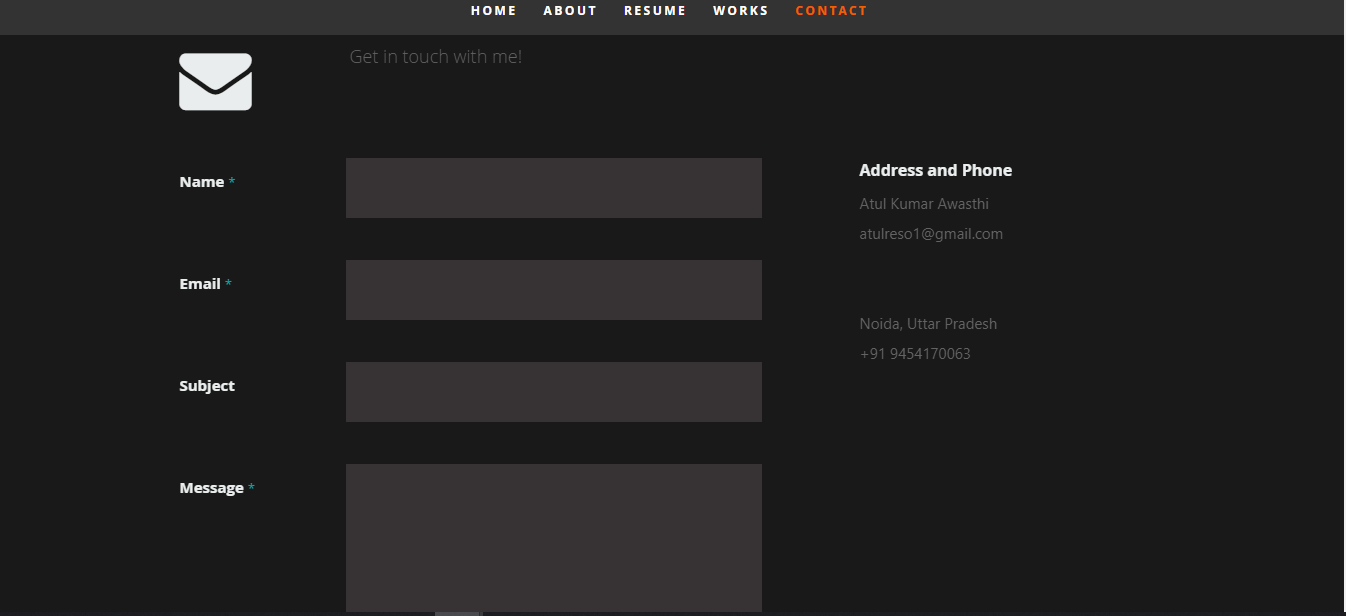 HOME ABOUT RESUME WORKS CONTACT
Get in touch with me!
Name *
Email *
Subject
Message *
Address and Phone
Atul Kumar Awasthi
atulreso1@gmail.com
Noida, Uttar Pradesh
+91 9454170063